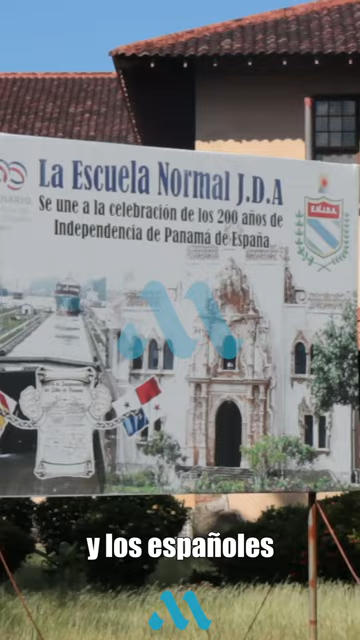 La Escuela Normal J.D.A
Se une a la celebración de los 200 años de
Independencia de Panamá de España
y los españoles